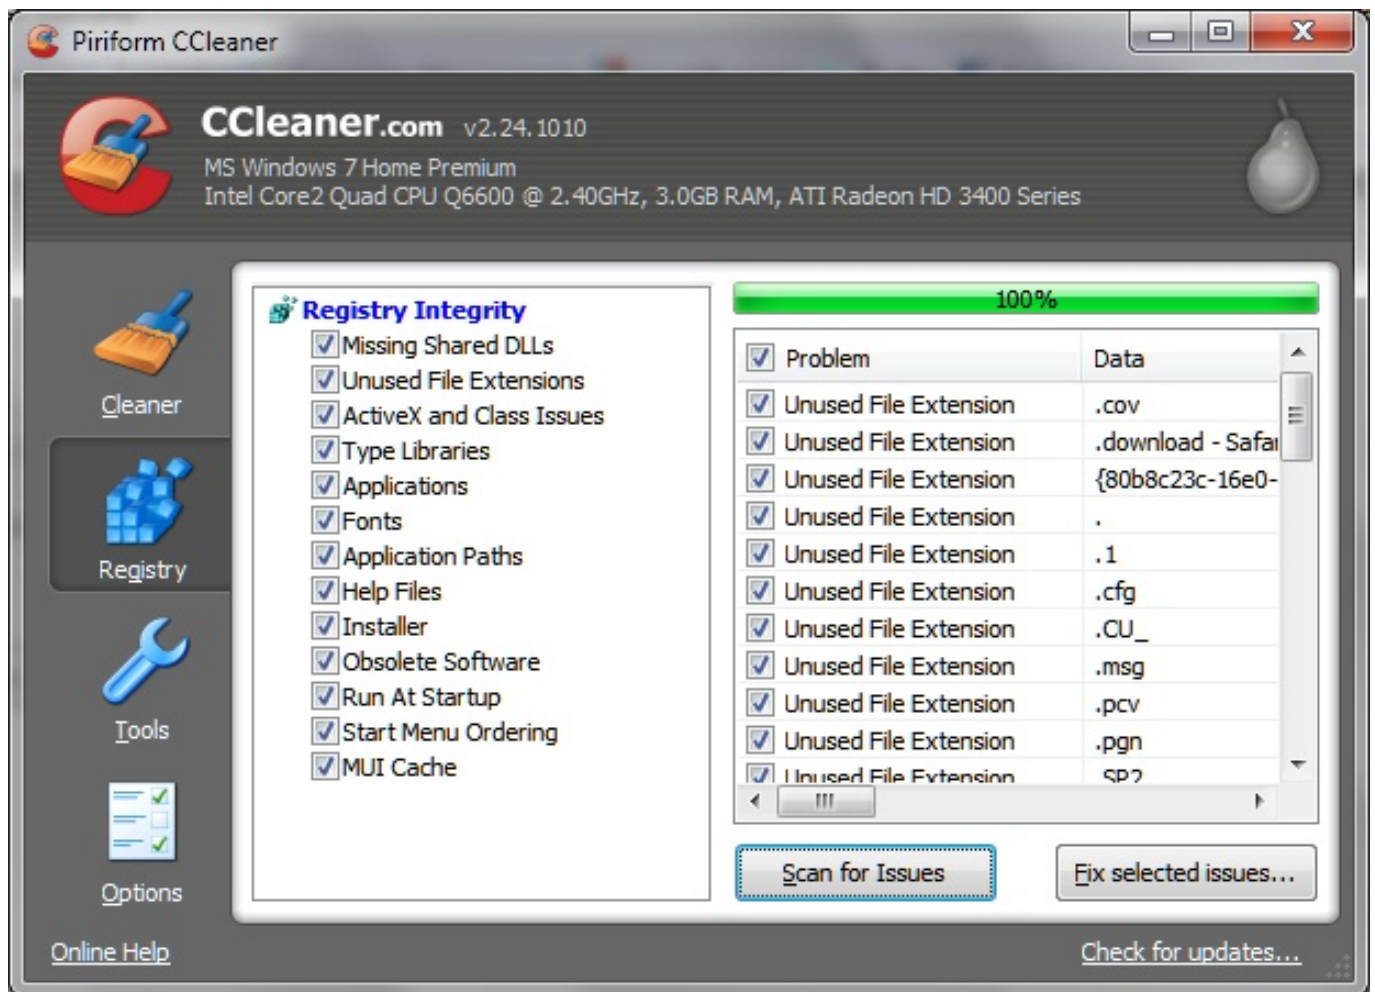 Piriform CCleaner
CCleaner.com v2.24.1010
MS Windows 7 Home Premium
Intel Core2 Quad CPU Q6600 @ 2.40GHz, 3.0GB RAM, ATI Radeon HD 3400 Series
Cleaner
Registry
Tools
Options
Registry Integrity
Missing Shared DLLs
Unused File Extensions
ActiveX and Class Issues
Type Libraries
Applications
Fonts
Application Paths
Help Files
Installer
Obsolete Software
Run At Startup
Start Menu Ordering
MUI Cache
100%
Problem Data
Unused File Extension .cov
Unused File Extension .download - Safar
Unused File Extension {80b8c23c-16e0-
Unused File Extension .
Unused File Extension .1
Unused File Extension .cfg
Unused File Extension .CU_
Unused File Extension .msg
Unused File Extension .pcv
Unused File Extension .pgn
Unused File Extension .SP2
Scan for Issues
Fix selected issues...
Online Help
Check for updates...